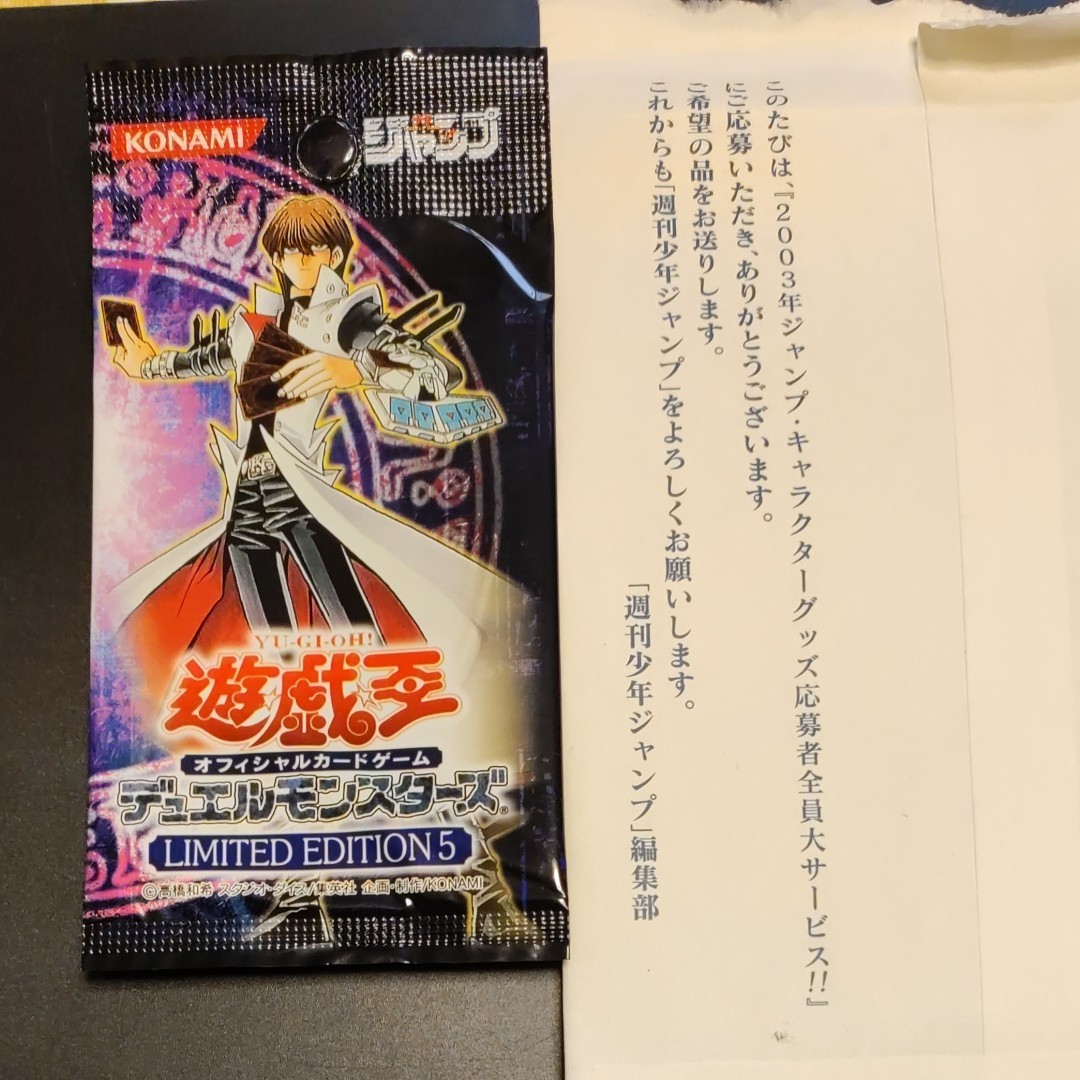 KONAMI
ジャンプ
YU-GI-OH!
遊戯王
オフィシャルカードゲーム
デュエルモンスターズ®
LIMITED EDITION 5
©高橋和希 スタジオ・ダイス/集英社 企画・制作/KONAMI
このたびは、『2003年ジャンプ・キャラクターグッズ応募者全員大サービス!!』
にご応募いただき、ありがとうございます。
ご希望の品をお送りします。
これからも「週刊少年ジャンプ」をよろしくお願いします。
「週刊少年ジャンプ」編集部